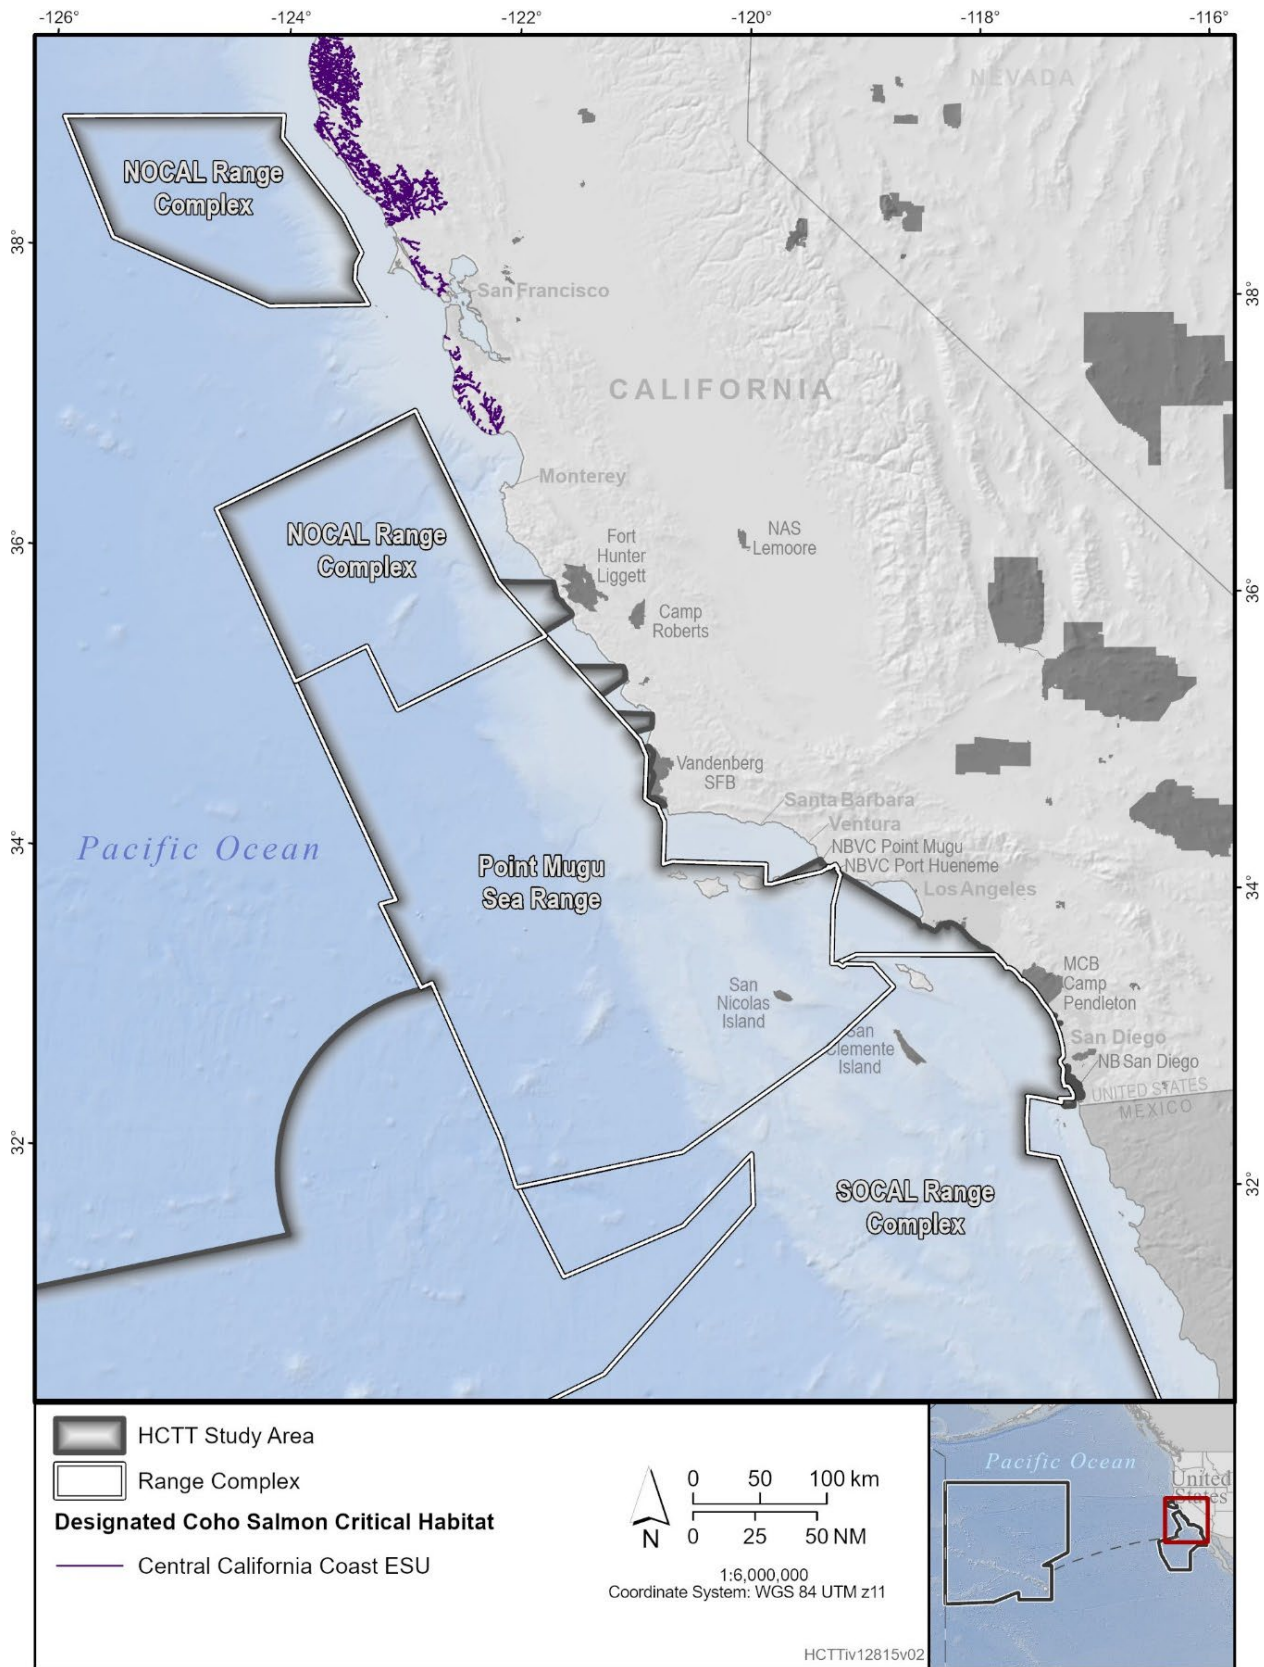 -126°
-124°
-122°
-120°
-118°
-116°
NEVADA
NOCAL Range
Complex
38°
San Francisco
38°
CALIFORNIA
Monterey
36°
NOCAL Range
Complex
Fort
Hunter
Liggett
NAS
Lemoore
36°
Camp
Roberts
Vandenberg
SFB
Santa Barbara
Ventura
34°
Pacific Ocean
NBVC Point Mugu
NBVC Port Hueneme
Point Mugu
Sea Range
Los Angeles
34°
San
Nicolas
Island
MCB
Camp
Pendleton
San
Clemente
Island
San Diego
NB San Diego
UNITED STATES
MEXICO
32°
SOCAL Range
Complex
32°
HCTT Study Area
Range Complex
Designated Coho Salmon Critical Habitat
Central California Coast ESU
N
0 50 100 km
0 25 50 NM
1:6,000,000
Coordinate System: WGS 84 UTM z11
HCTTiv12815v02
Pacific Ocean
United
States